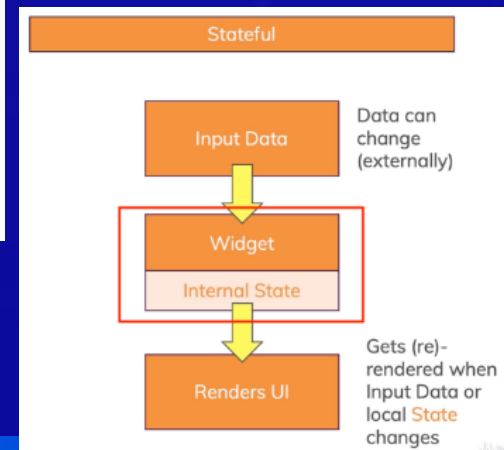 Stateful
Input Data
Data can
change
(externally)
Widget
Internal State
Renders UI
Gets (re)-
rendered when
Input Data or
local State
changes